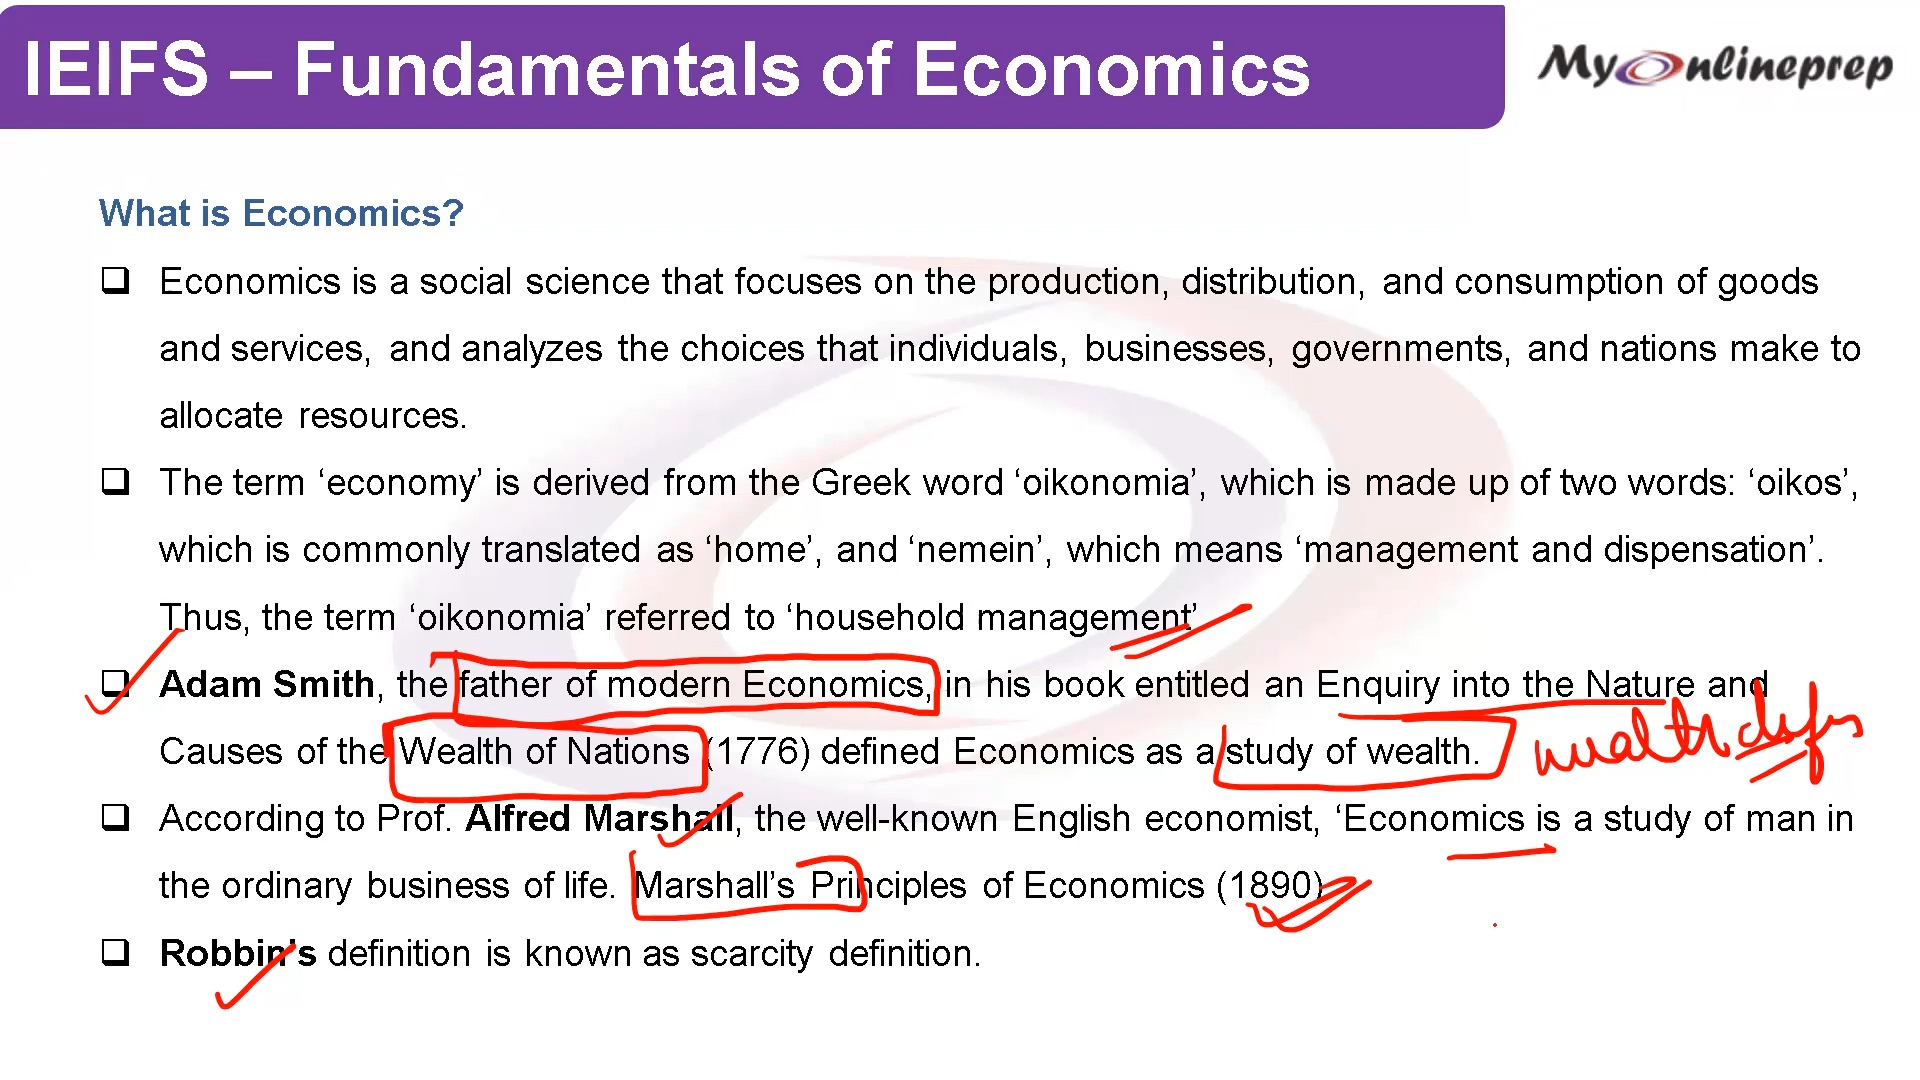 IEIFS – Fundamentals of Economics
MyOnlineprep
What is Economics?
Economics is a social science that focuses on the production, distribution, and consumption of goods
and services, and analyzes the choices that individuals, businesses, governments, and nations make to
allocate resources.
The term ‘economy’ is derived from the Greek word ‘oikonomia’, which is made up of two words: ‘oikos’,
which is commonly translated as ‘home’, and ‘nemein’, which means ‘management and dispensation’.
Thus, the term ‘oikonomia’ referred to ‘household management’
Adam Smith, the father of modern Economics, in his book entitled an Enquiry into the Nature and
Causes of the Wealth of Nations (1776) defined Economics as a study of wealth.
wealth
According to Prof. Alfred Marshall, the well-known English economist, ‘Economics is a study of man in
the ordinary business of life. Marshall’s Principles of Economics (1890)
Robbin’s definition is known as scarcity definition.